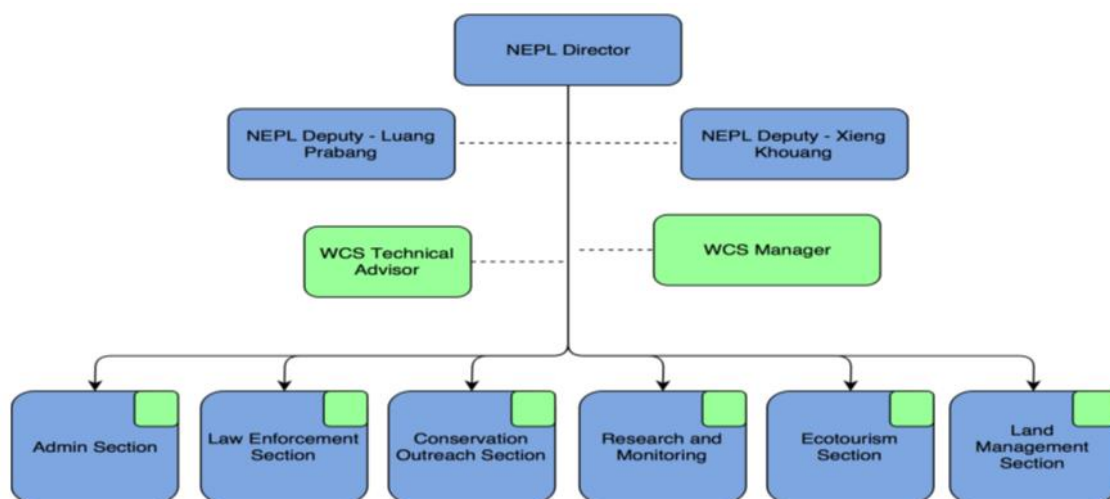 NEPL Director
NEPL Deputy - Luang
Prabang
NEPL Deputy - Xieng
Khouang
WCS Technical
Advisor
WCS Manager
Admin Section
Law Enforcement
Section
Conservation
Outreach Section
Research and
Monitoring
Ecotourism
Section
Land
Management
Section